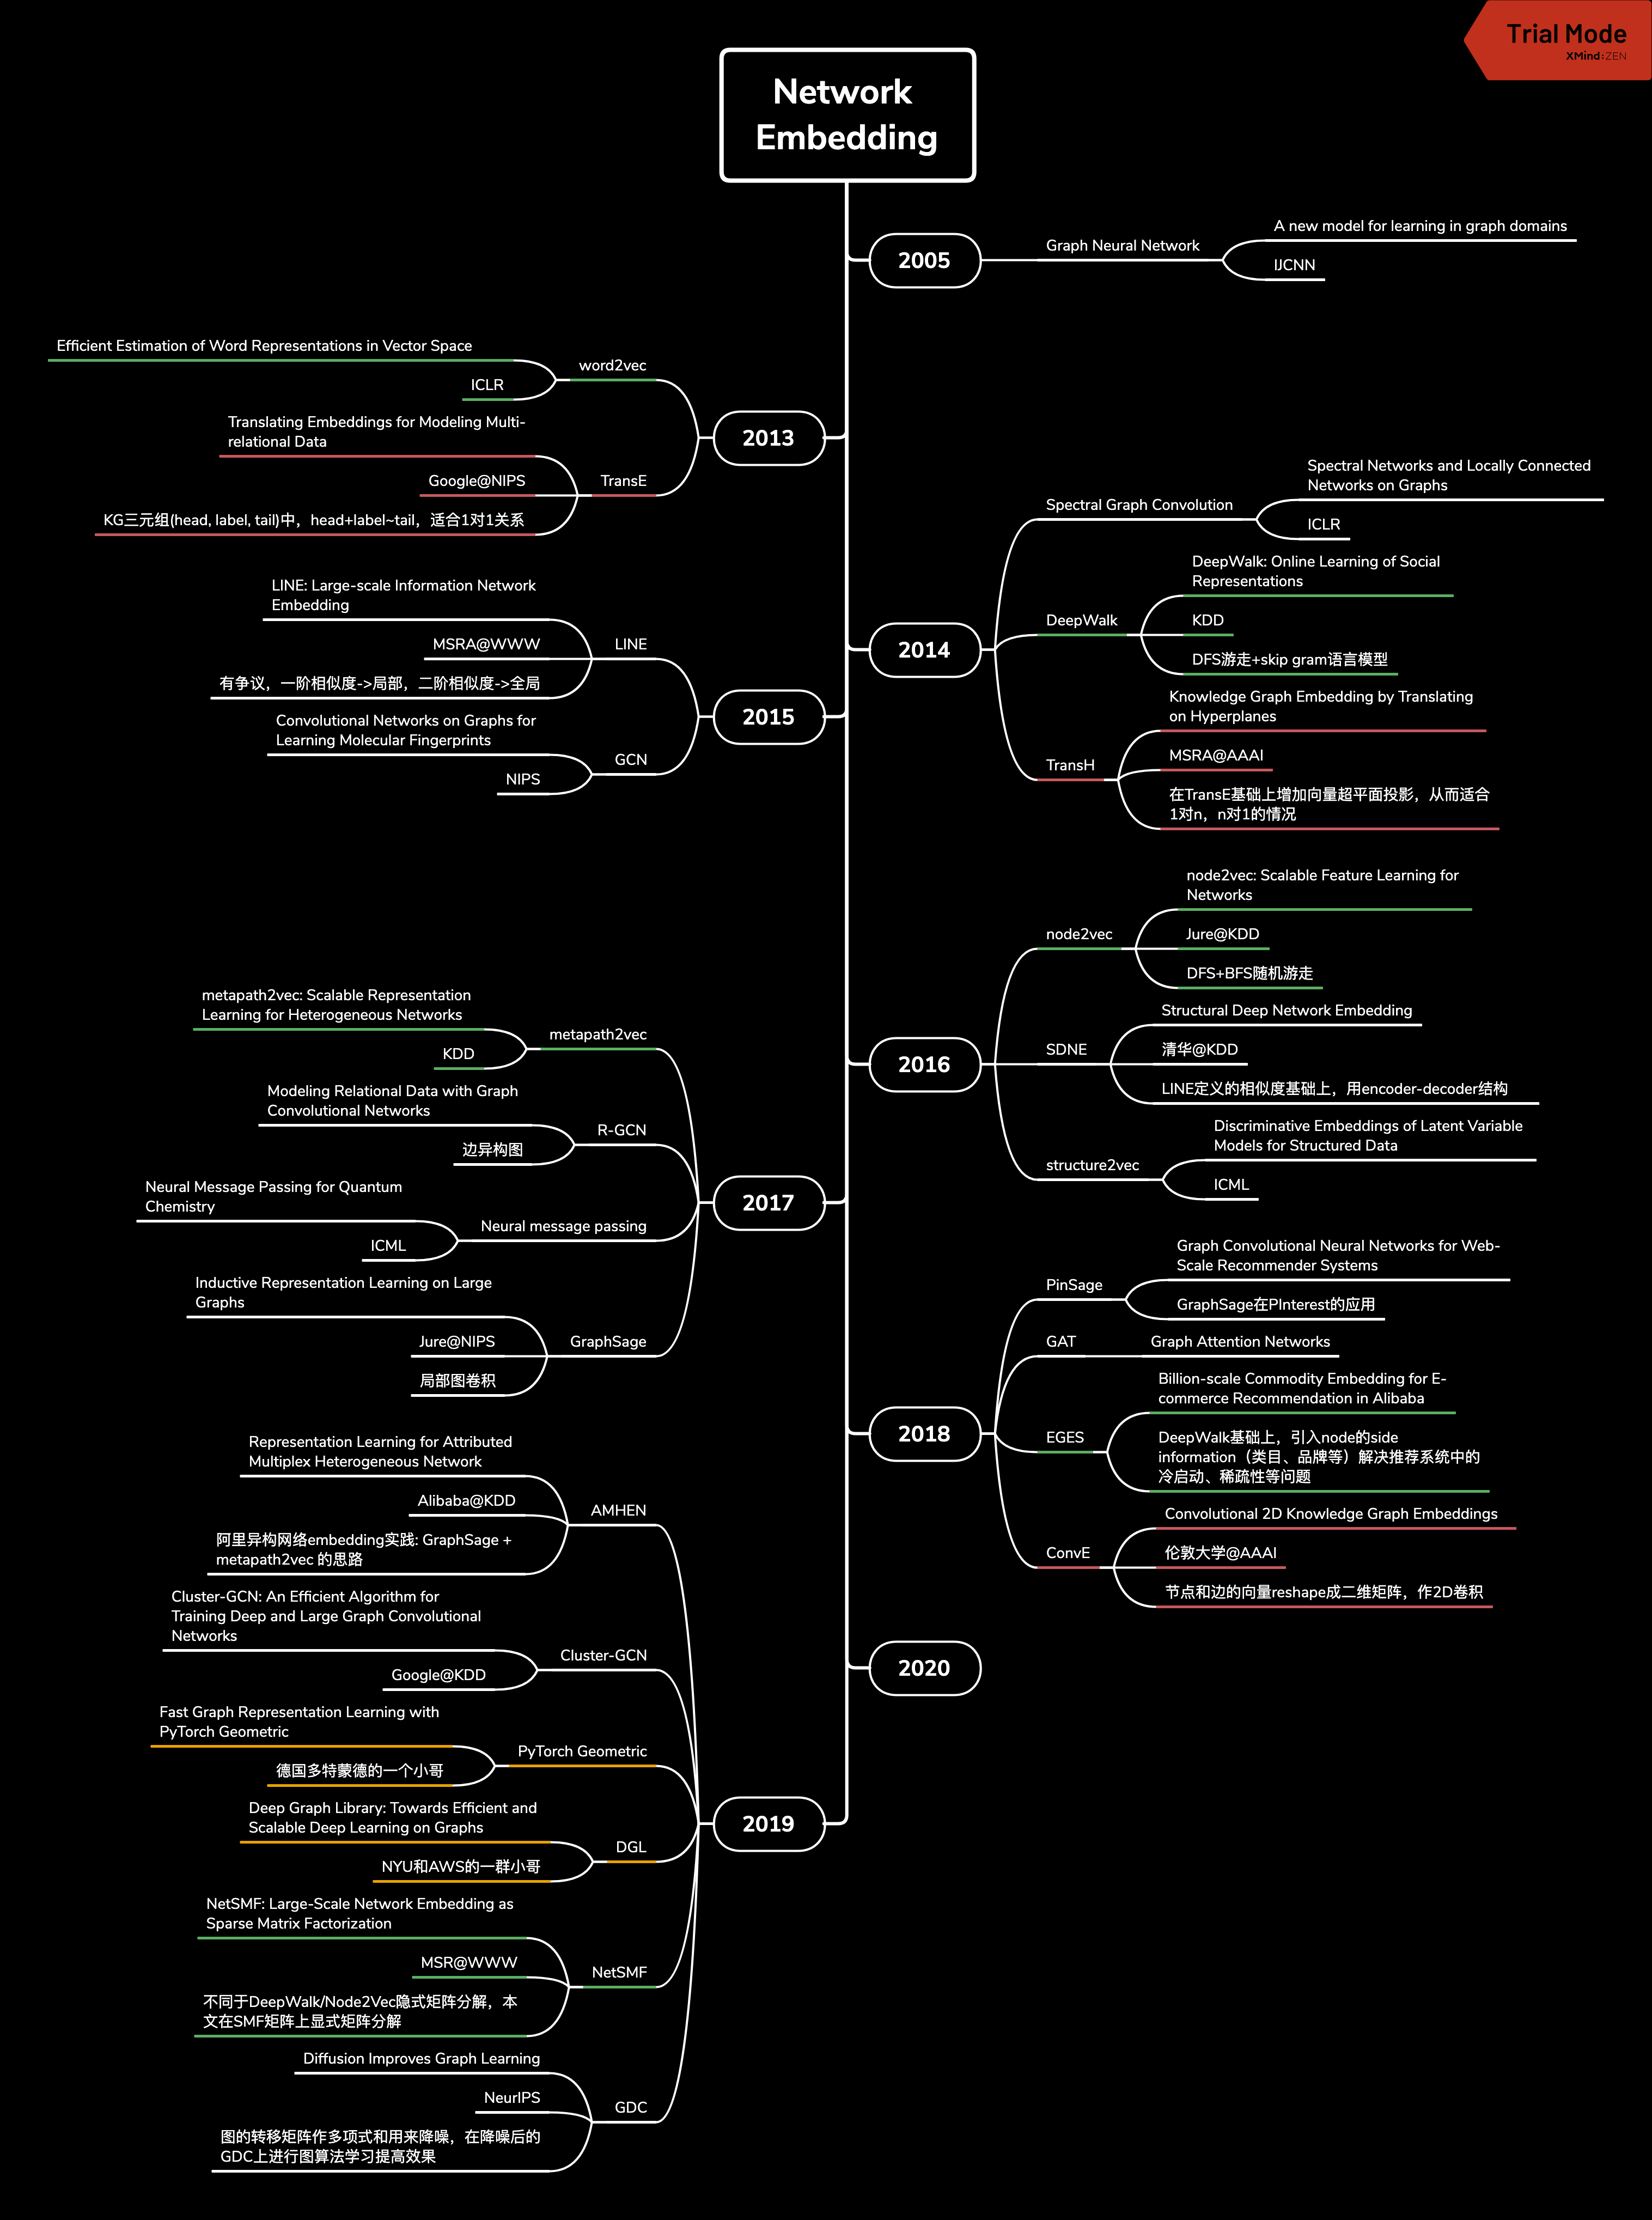 Trial Mode
XMind:ZEN
Network
Embedding
2005
Graph Neural Network
A new model for learning in graph domains
IJCNN
2013
word2vec
Efficient Estimation of Word Representations in Vector Space
ICLR
TransE
Translating Embeddings for Modeling Multi-
relational Data
Google@NIPS
KG三元组(head, label, tail)中，head+label~tail，适合1对1关系
2014
Spectral Graph Convolution
Spectral Networks and Locally Connected
Networks on Graphs
ICLR
DeepWalk
DeepWalk: Online Learning of Social
Representations
KDD
DFS游走+skip gram语言模型
TransH
Knowledge Graph Embedding by Translating
on Hyperplanes
MSRA@AAAI
在TransE基础上增加向量超平面投影，从而适合
1对n，n对1的情况
2015
LINE
LINE: Large-scale Information Network
Embedding
MSRA@WWW
有争议，一阶相似度->局部，二阶相似度->全局
GCN
Convolutional Networks on Graphs for
Learning Molecular Fingerprints
NIPS
2016
node2vec
node2vec: Scalable Feature Learning for
Networks
Jure@KDD
DFS+BFS随机游走
SDNE
Structural Deep Network Embedding
清华@KDD
LINE定义的相似度基础上，用encoder-decoder结构
structure2vec
Discriminative Embeddings of Latent Variable
Models for Structured Data
ICML
2017
metapath2vec
metapath2vec: Scalable Representation
Learning for Heterogeneous Networks
KDD
R-GCN
Modeling Relational Data with Graph
Convolutional Networks
边异构图
Neural message passing
Neural Message Passing for Quantum
Chemistry
ICML
GraphSage
Inductive Representation Learning on Large
Graphs
Jure@NIPS
局部图卷积
2018
PinSage
Graph Convolutional Neural Networks for Web-
Scale Recommender Systems
GraphSage在PInterest的应用
GAT
Graph Attention Networks
EGES
Billion-scale Commodity Embedding for E-
commerce Recommendation in Alibaba
DeepWalk基础上，引入node的side
information（类目、品牌等）解决推荐系统中的
冷启动、稀疏性等问题
ConvE
Convolutional 2D Knowledge Graph Embeddings
伦敦大学@AAAI
节点和边的向量reshape成二维矩阵，作2D卷积
2020
2019
AMHEN
Representation Learning for Attributed
Multiplex Heterogeneous Network
Alibaba@KDD
阿里异构网络embedding实践: GraphSage +
metapath2vec 的思路
Cluster-GCN
Cluster-GCN: An Efficient Algorithm for
Training Deep and Large Graph Convolutional
Networks
Google@KDD
PyTorch Geometric
Fast Graph Representation Learning with
PyTorch Geometric
德国多特蒙德的一个小哥
DGL
Deep Graph Library: Towards Efficient and
Scalable Deep Learning on Graphs
NYU和AWS的一群小哥
NetSMF
NetSMF: Large-Scale Network Embedding as
Sparse Matrix Factorization
MSR@WWW
不同于DeepWalk/Node2Vec隐式矩阵分解，本
文在SMF矩阵上显式矩阵分解
GDC
Diffusion Improves Graph Learning
NeurIPS
图的转移矩阵作多项式和用来降噪，在降噪后的
GDC上进行图算法学习提高效果